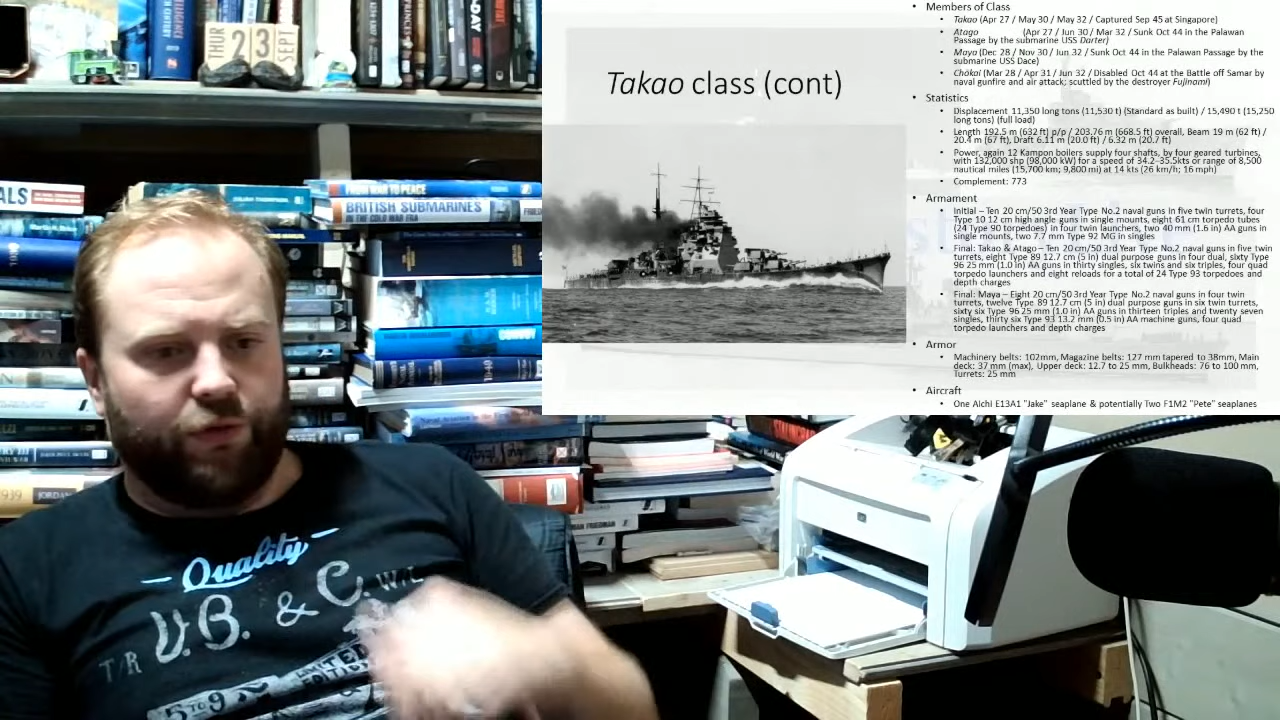 THUR
23
SEPT
FROM WAR TO PEACE
BRITISH SUBMARINES
IN THE COLD WAR ERA
CONVOY
1939
JORDAN
Quality
V.B. & C. W/L
T/R
LIMITED
EDITION
5 TO 9
hp
Takao class (cont)
• Members of Class
• Takao (Apr 27 / May 30 / May 32 / Captured Sep 45 at Singapore)
• Atago (Apr 27 / Jun 30 / Mar 32 / Sunk Oct 44 in the Palawan
Passage by the submarine USS Darter)
• Maya (Dec 28 / Nov 30 / Jun 32 / Sunk Oct 44 in the Palawan Passage by the
submarine USS Dace)
• Chōkai (Mar 28 / Apr 31 / Jun 32 / Disabled Oct 44 at the Battle off Samar by
naval gunfire and air attack; scuttled by the destroyer Fujinami)
• Statistics
• Displacement 11,350 long tons (11,530 t) (Standard as built) / 15,490 t (15,250
long tons) (full load)
• Length 192.5 m (632 ft) p/p / 203.76 m (668.5 ft) overall, Beam 19 m (62 ft) /
20.4 m (67 ft), Draft 6.11 m (20.0 ft) / 6.32 m (20.7 ft)
• Power, again 12 Kampon boilers supply four shafts, by four geared turbines,
with 132,000 shp (98,000 kW) for a speed of 34.2-35.5kts or range of 8,500
nautical miles (15,700 km; 9,800 mi) at 14 kts (26 km/h; 16 mph)
• Complement: 773
• Armament
• Initial – Ten 20 cm/50 3rd Year Type No.2 naval guns in five twin turrets, four
Type 10 12 cm high angle guns in single mounts, eight 61 cm torpedo tubes
(24 Type 90 torpedoes) in four twin launchers, two 40 mm (1.6 in) AA guns in
single mounts, two 7.7 mm Type 92 MG in singles
• Final: Takao & Atago – Ten 20 cm/50 3rd Year Type No.2 naval guns in five twin
turrets, eight Type 89 12.7 cm (5 in) dual purpose guns in four dual, sixty Type
96 25 mm (1.0 in) AA guns in thirty singles, six twins and six triples, four quad
torpedo launchers and eight reloads for a total of 24 Type 93 torpedoes and
depth charges
• Final: Maya – Eight 20 cm/50 3rd Year Type No.2 naval guns in four twin
turrets, twelve Type 89 12.7 cm (5 in) dual purpose guns in six twin turrets,
sixty six Type 96 25 mm (1.0 in) AA guns in thirteen triples and twenty seven
singles, thirty six Type 93 13.2 mm (0.5 in) AA machine guns, four quad
torpedo launchers and depth charges
• Armor
• Machinery belts: 102mm, Magazine belts: 127 mm tapered to 38 mm, Main
deck: 37 mm (max), Upper deck: 12.7 to 25 mm, Bulkheads: 76 to 100 mm,
Turrets: 25 mm
• Aircraft
• One Aichi E13A1 "Jake" seaplane & potentially Two F1M2 "Pete" seaplanes